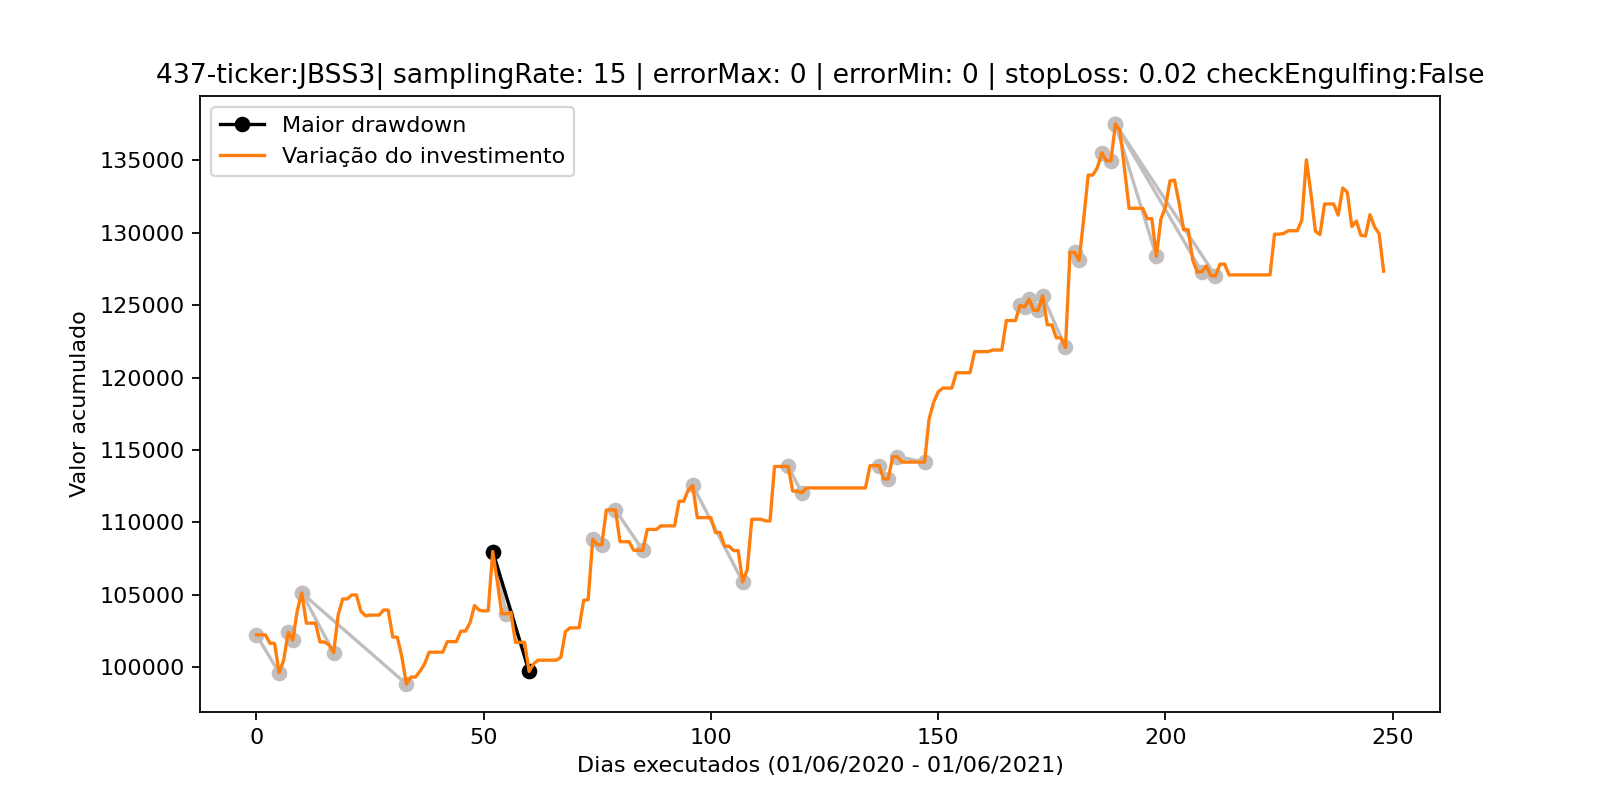 437-ticker:JBSS3| samplingRate: 15 | errorMax: 0 | errorMin: 0 | stopLoss: 0.02 checkEngulfing:False
Maior drawdown
Variação do investimento
135000
130000
125000
120000
115000
110000
105000
100000
Valor acumulado
0 50 100 150 200 250
Dias executados (01/06/2020 - 01/06/2021)